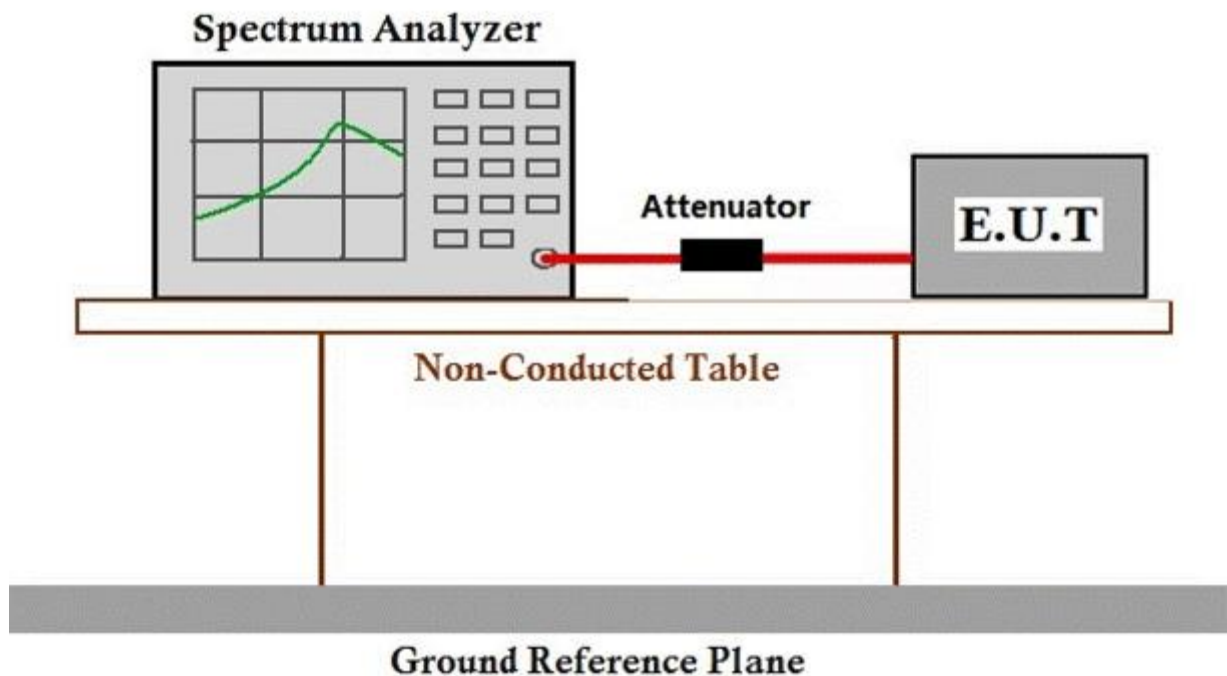 Spectrum Analyzer
Attenuator
E.U.T
Non-Conducted Table
Ground Reference Plane